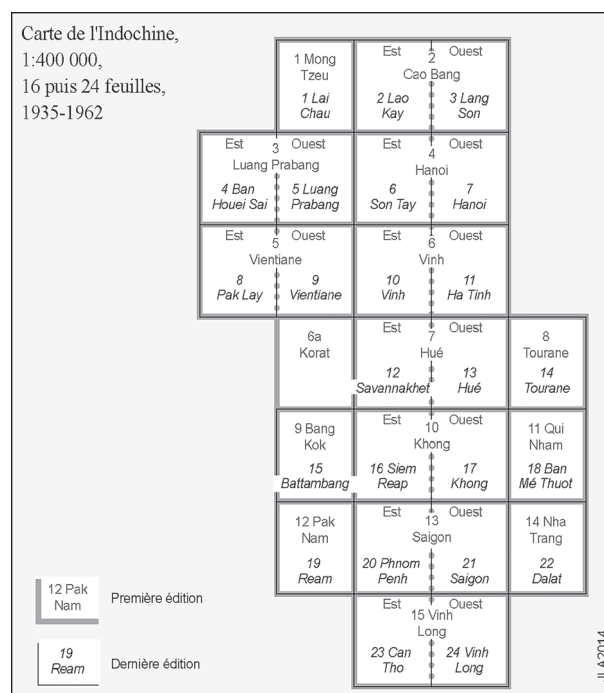 Carte de l'Indochine,
1:400 000,
16 puis 24 feuilles,
1935-1962
1 Mong
Tzeu
1 Lai
Chau
Est Ouest
2
Cao Bang
2 Lao
Kay
3 Lang
Son
Est Ouest
3
Luang Prabang
4 Ban
Houei Sai
5 Luang
Prabang
Est Ouest
4
Hanoi
6
Son Tay
7
Hanoi
Est Ouest
5
Vientiane
8
Pak Lay
9
Vientiane
Est Ouest
6
Vinh
10
Vinh
11
Ha Tinh
6a
Korat
Est Ouest
7
Hué
12
Savannakhet
13
Hué
8
Tourane
14
Tourane
9 Bang
Kok
15
Battambang
Est Ouest
10
Khong
16 Siem
Reap
17
Khong
11 Qui
Nham
18 Ban
Mé Thuot
12 Pak
Nam
19
Ream
Est Ouest
13
Saigon
20 Phnom
Penh
21
Saigon
14 Nha
Trang
22
Dalat
Est Ouest
15 Vinh
Long
23 Can
Tho
24 Vinh
Long
12 Pak
Nam
Première édition
19
Ream
Dernière édition
JLA2014